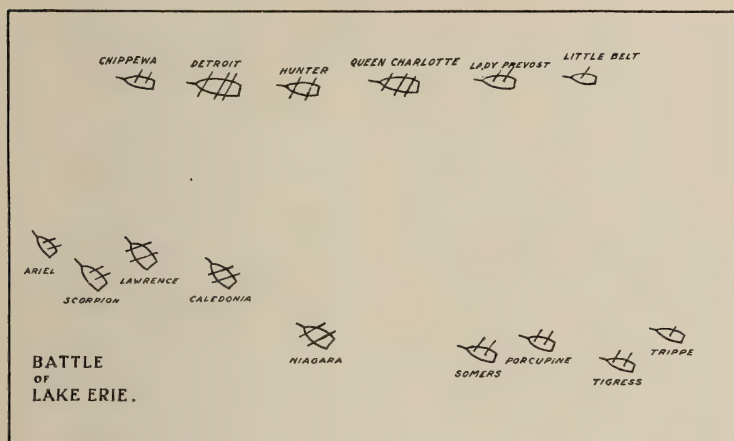 CHIPPEWA
DETROIT
HUNTER
QUEEN CHARLOTTE
LADY PREVOST
LITTLE BELT
ARIEL
SCORPION
LAWRENCE
CALEDONIA
NIAGARA
SOMERS
PORCUPINE
TIGRESS
TRIPPE
BATTLE
OF
LAKE ERIE.